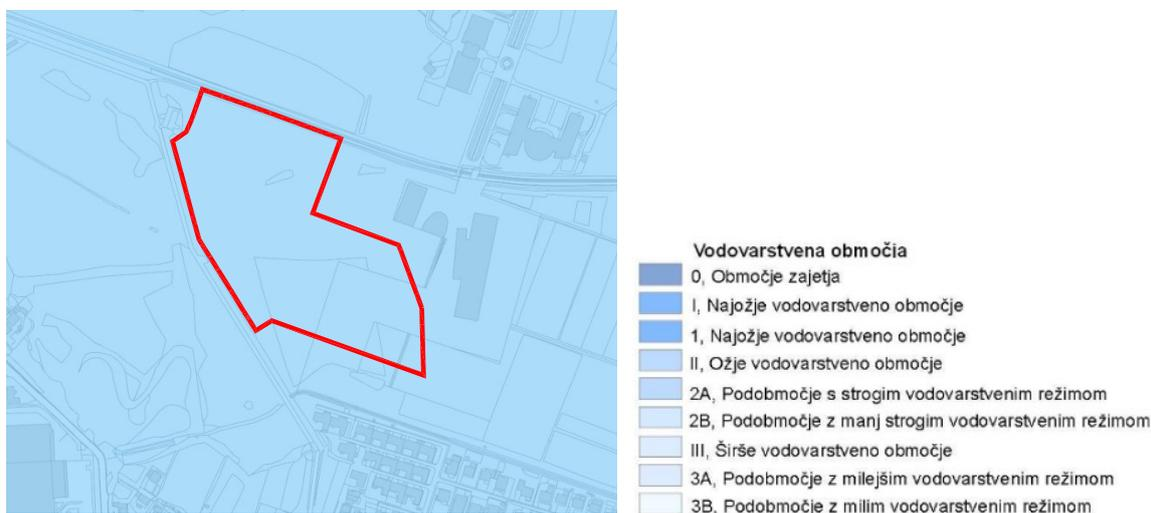 Vodovarstvena območja
0, Območje zajetja
I, Najožje vodovarstveno območje
1, Najožje vodovarstveno območje
II, Ožje vodovarstveno območje
2A, Podobmočje s strogim vodovarstvenim režimom
2B, Podobmočje z manj strogim vodovarstvenim režimom
III, Širše vodovarstveno območje
3A, Podobmočje z milejšim vodovarstvenim režimom
3B, Podobmočje z milim vodovarstvenim režimom